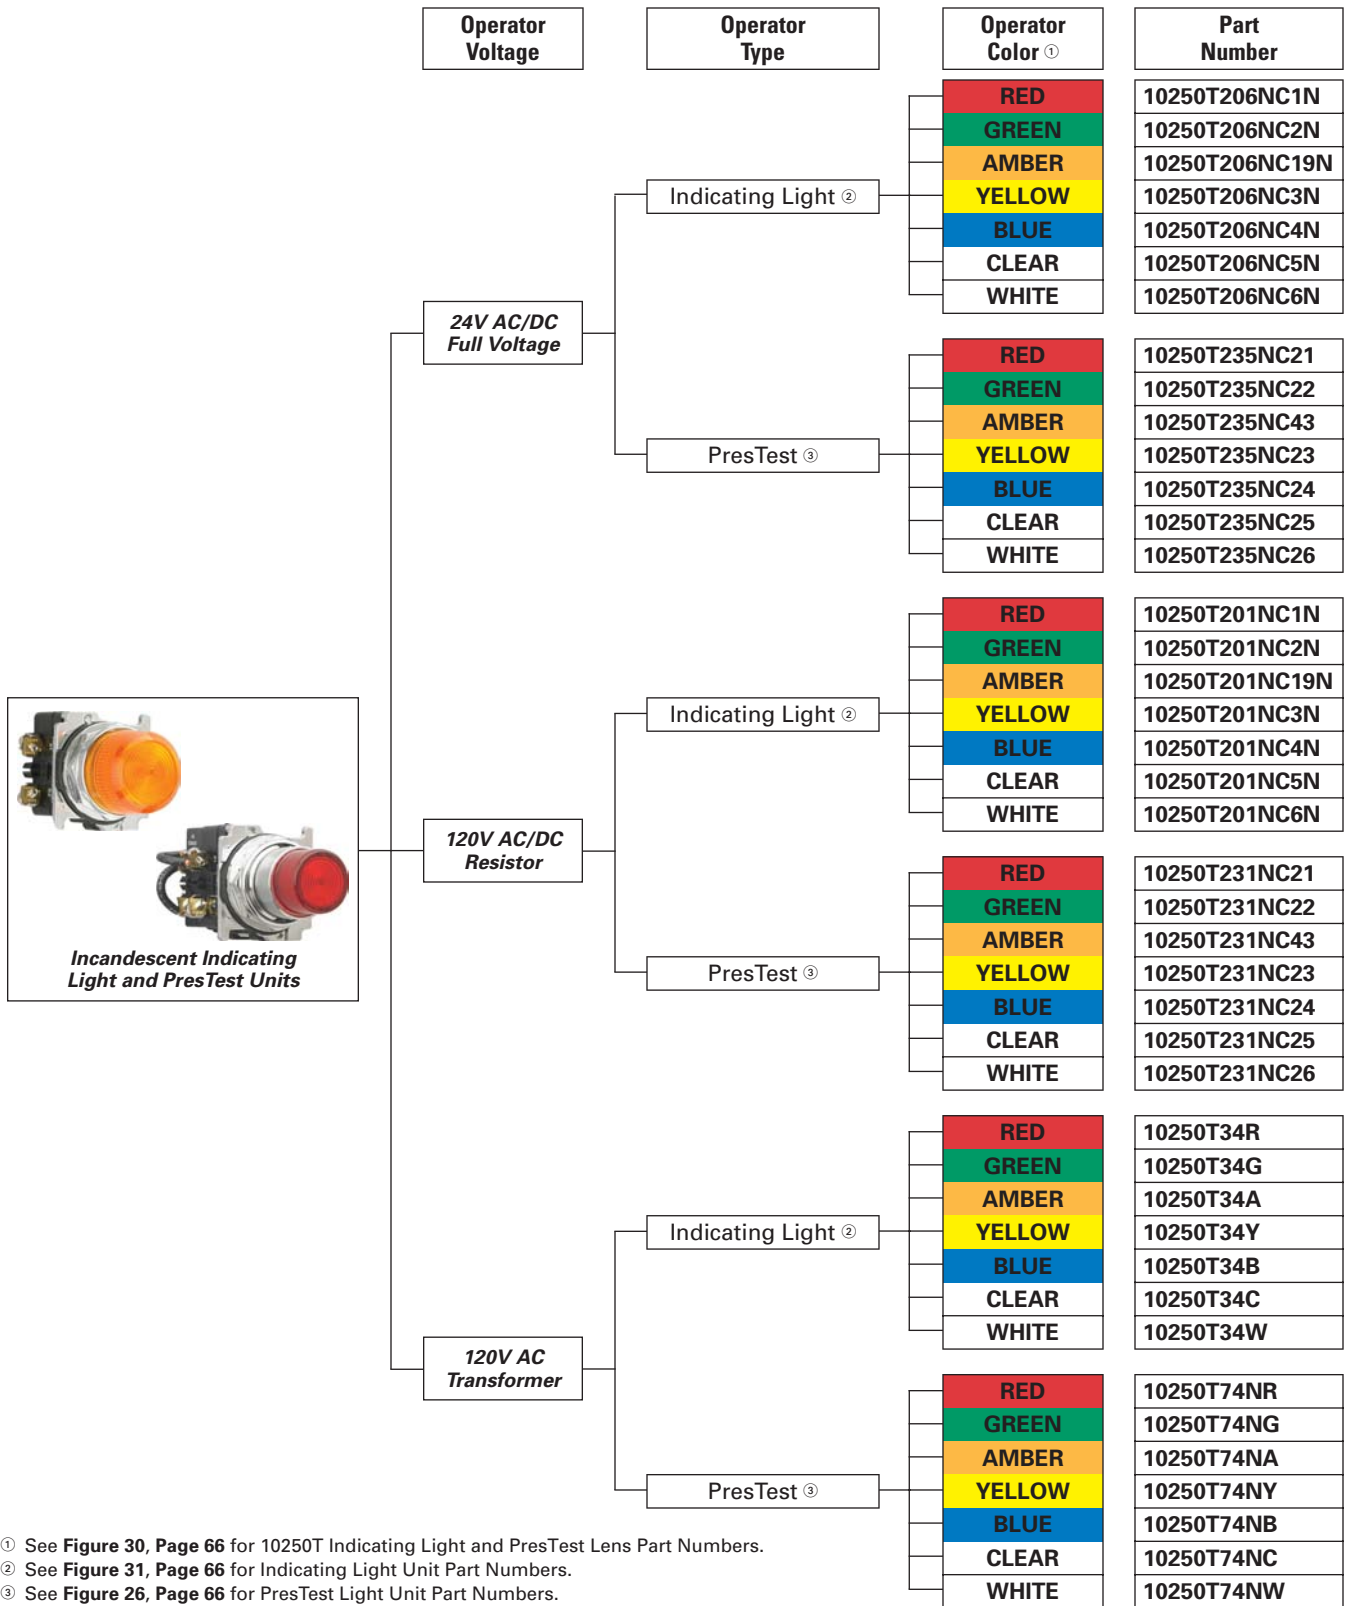 Operator
Voltage
Operator
Type
Operator
Color ①
Part
Number
RED 10250T206NC1N
GREEN 10250T206NC2N
AMBER 10250T206NC19N
Indicating Light ② YELLOW 10250T206NC3N
BLUE 10250T206NC4N
CLEAR 10250T206NC5N
WHITE 10250T206NC6N
24V AC/DC
Full Voltage
RED 10250T235NC21
GREEN 10250T235NC22
AMBER 10250T235NC43
PresTest ③ YELLOW 10250T235NC23
BLUE 10250T235NC24
CLEAR 10250T235NC25
WHITE 10250T235NC26
RED 10250T201NC1N
GREEN 10250T201NC2N
AMBER 10250T201NC19N
Indicating Light ② YELLOW 10250T201NC3N
BLUE 10250T201NC4N
CLEAR 10250T201NC5N
WHITE 10250T201NC6N
120V AC/DC
Resistor
RED 10250T231NC21
GREEN 10250T231NC22
AMBER 10250T231NC43
Incandescent Indicating
Light and PresTest Units
PresTest ③ YELLOW 10250T231NC23
BLUE 10250T231NC24
CLEAR 10250T231NC25
WHITE 10250T231NC26
RED 10250T34R
GREEN 10250T34G
AMBER 10250T34A
Indicating Light ② YELLOW 10250T34Y
BLUE 10250T34B
CLEAR 10250T34C
WHITE 10250T34W
120V AC
Transformer
RED 10250T74NR
GREEN 10250T74NG
AMBER 10250T74NA
PresTest ③ YELLOW 10250T74NY
BLUE 10250T74NB
CLEAR 10250T74NC
WHITE 10250T74NW
① See Figure 30, Page 66 for 10250T Indicating Light and PresTest Lens Part Numbers.
② See Figure 31, Page 66 for Indicating Light Unit Part Numbers.
③ See Figure 26, Page 66 for PresTest Light Unit Part Numbers.